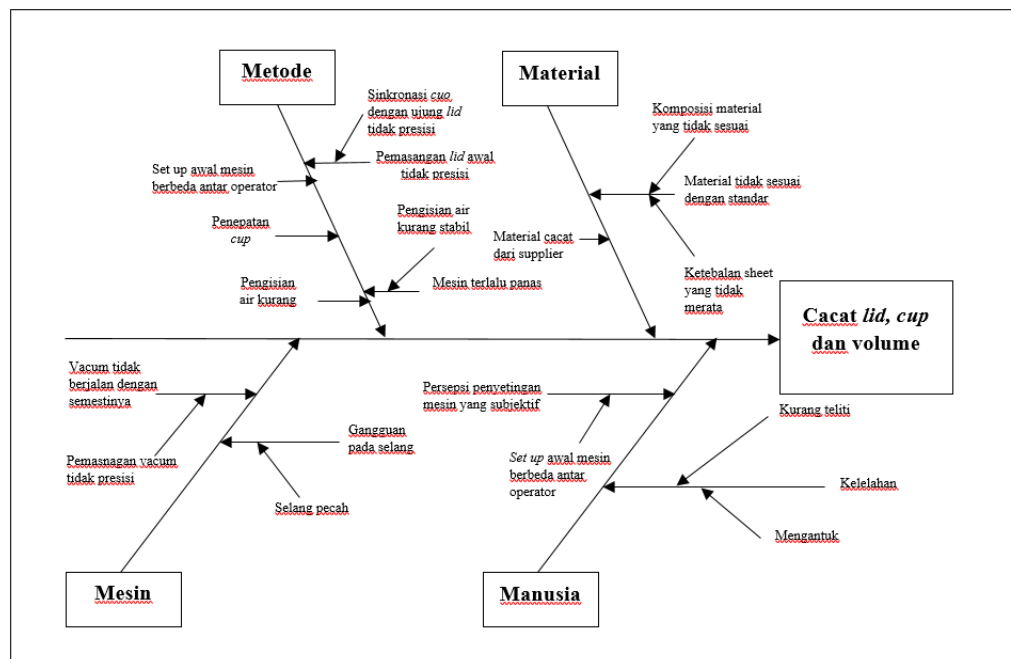 Metode
Sinkronasi cuo
dengan ujung lid
tidak presisi
Pemasangan lid awal
tidak presisi
Set up awal mesin
berbeda antar operator
Penepatan
cup
Pengisian air
kurang stabil
Mesin terlalu panas
Pengisian
air kurang
Material
Komposisi material
yang tidak sesuai
Material tidak sesuai
dengan standar
Material cacat
dari supplier
Ketebalan sheet
yang tidak
merata
Cacat lid, cup
dan volume
Vacum tidak
berjalan dengan
semestinya
Pemasnagan vacum
tidak presisi
Gangguan
pada selang
Selang pecah
Mesin
Persepsi penyetingan
mesin yang subjektif
Set up awal mesin
berbeda antar
operator
Kurang teliti
Kelelahan
Mengantuk
Manusia